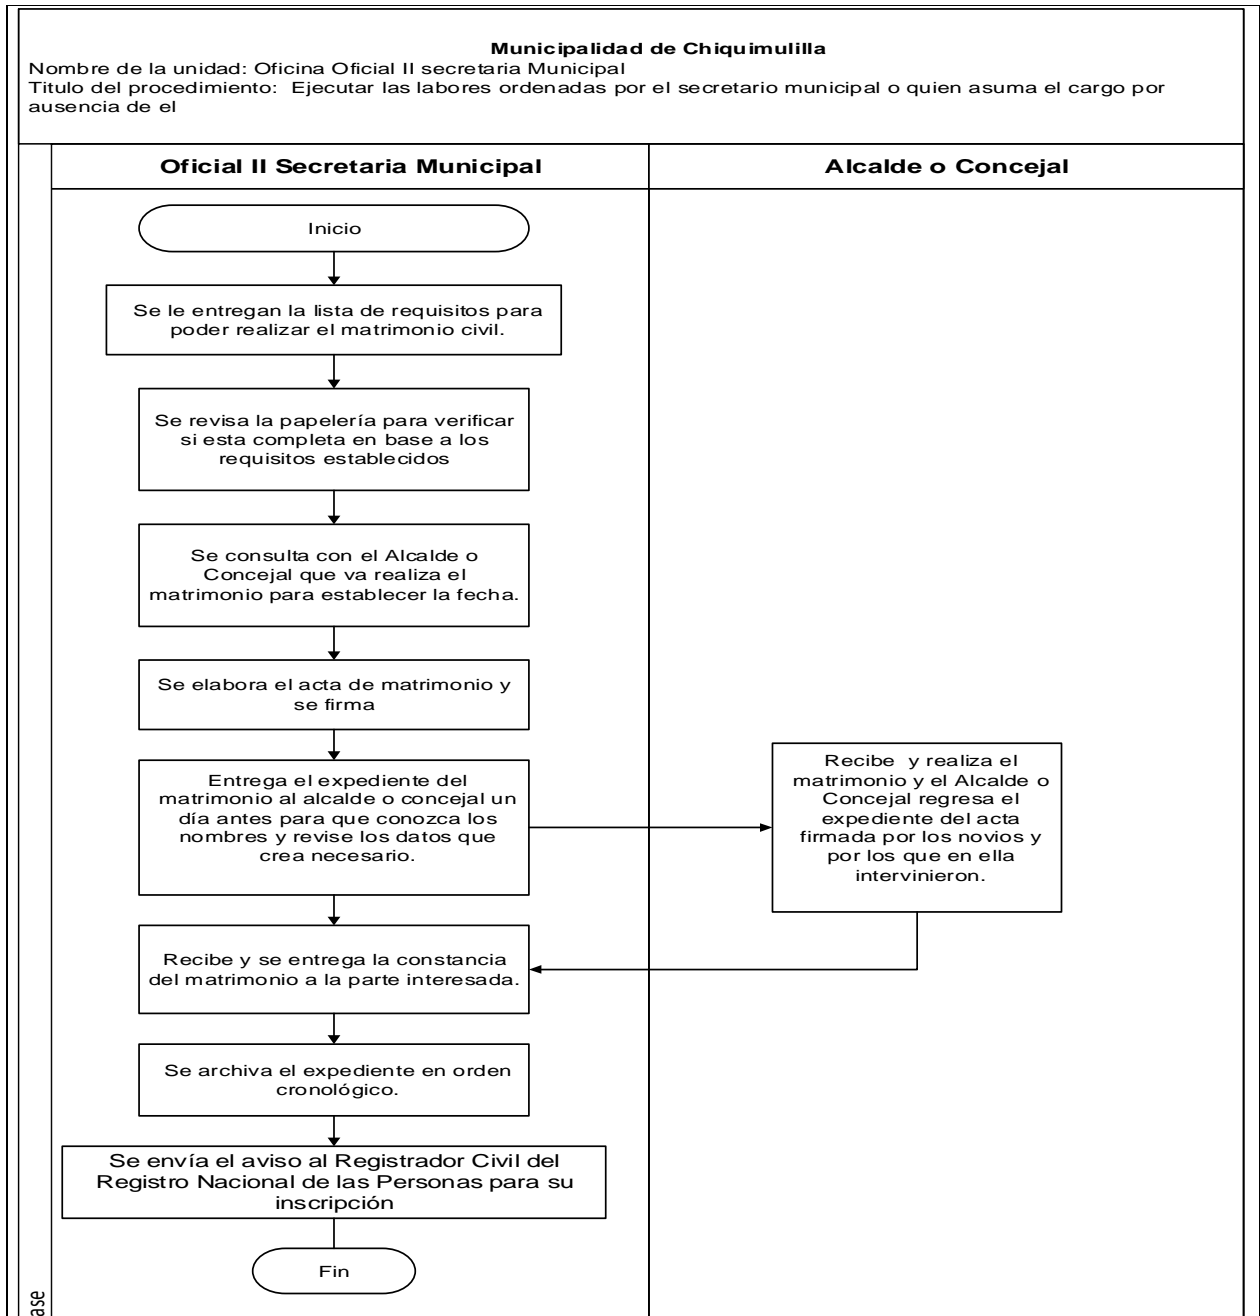 Municipalidad de Chiquimulilla
Nombre de la unidad: Oficina Oficial II secretaria Municipal
Titulo del procedimiento: Ejecutar las labores ordenadas por el secretario municipal o quien asuma el cargo por
ausencia de el
Oficial II Secretaria Municipal
Alcalde o Concejal
Inicio
Se le entregan la lista de requisitos para
poder realizar el matrimonio civil.
Se revisa la papelería para verificar
si esta completa en base a los
requisitos establecidos
Se consulta con el Alcalde o
Concejal que va realiza el
matrimonio para establecer la fecha.
Se elabora el acta de matrimonio y
se firma
Entrega el expediente del
matrimonio al alcalde o concejal un
día antes para que conozca los
nombres y revise los datos que
crea necesario.
Recibe y realiza el
matrimonio y el Alcalde o
Concejal regresa el
expediente del acta
firmada por los novios y
por los que en ella
intervinieron.
Recibe y se entrega la constancia
del matrimonio a la parte interesada.
Se archiva el expediente en orden
cronológico.
Se envía el aviso al Registrador Civil del
Registro Nacional de las Personas para su
inscripción
Fin
ase